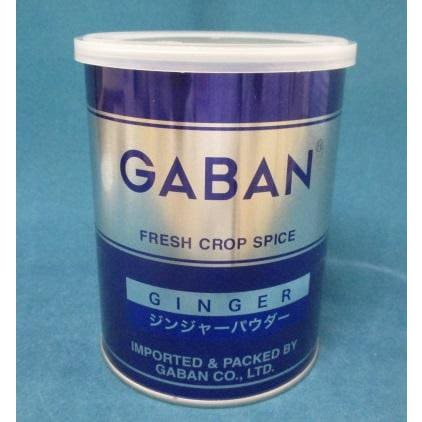 GABAN®
FRESH CROP SPICE
GINGER
ジンジャーパウダー
IMPORTED & PACKED BY
GABAN CO., LTD.